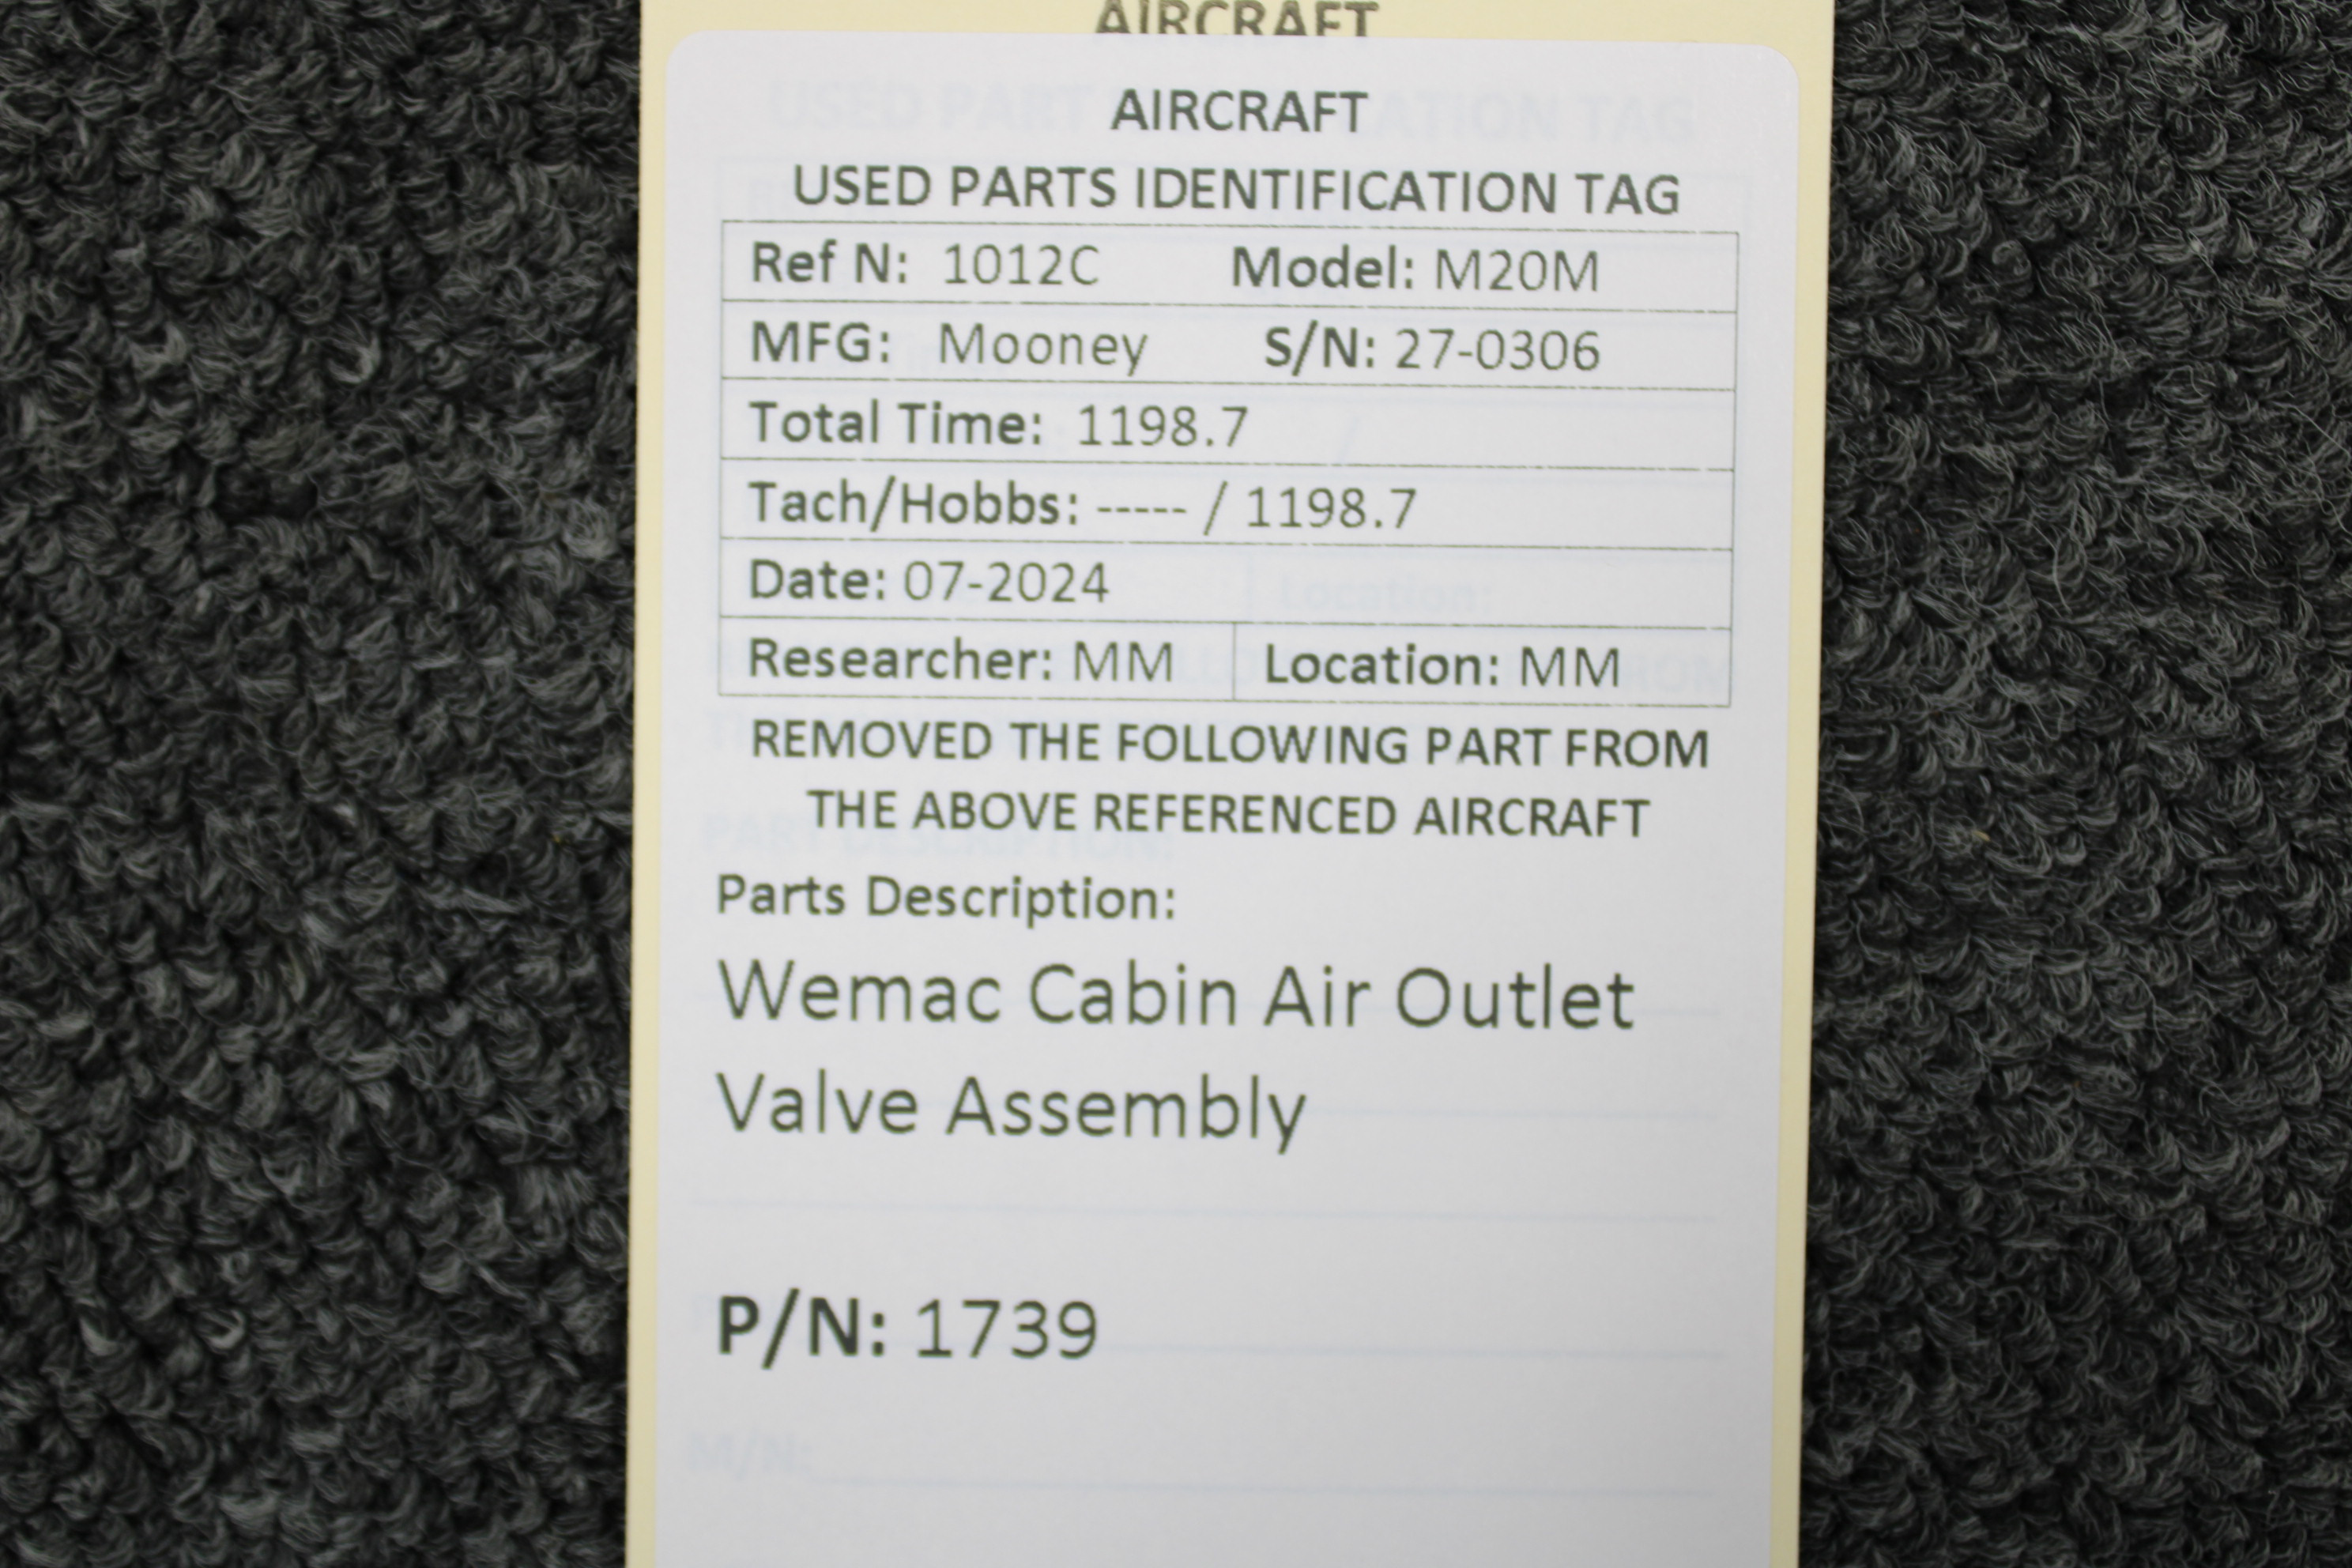 AIRCRAFT
AIRCRAFT
USED PARTS IDENTIFICATION TAG
Ref N: 1012C Model: M20M
MFG: Mooney S/N: 27-0306
Total Time: 1198.7
Tach/Hobbs: ----- / 1198.7
Date: 07-2024
Researcher: MM Location: MM
REMOVED THE FOLLOWING PART FROM
THE ABOVE REFERENCED AIRCRAFT
Parts Description:
Wemac Cabin Air Outlet
Valve Assembly
P/N: 1739
M/N: